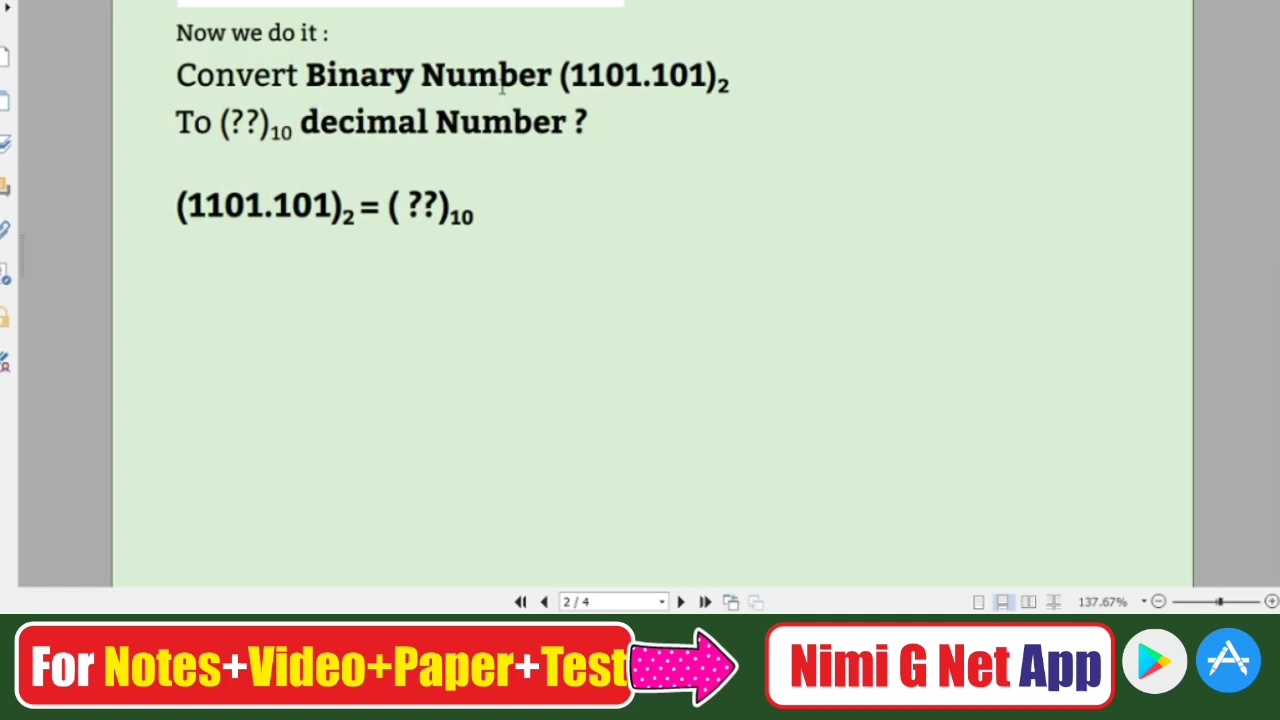 Now we do it :
Convert Binary Number (1101.101)₂
To (??)₁₀ decimal Number ?
(1101.101)₂ = ( ??)₁₀
2 / 4
137.67%
For Notes+Video+Paper+Test
Nimi G Net App